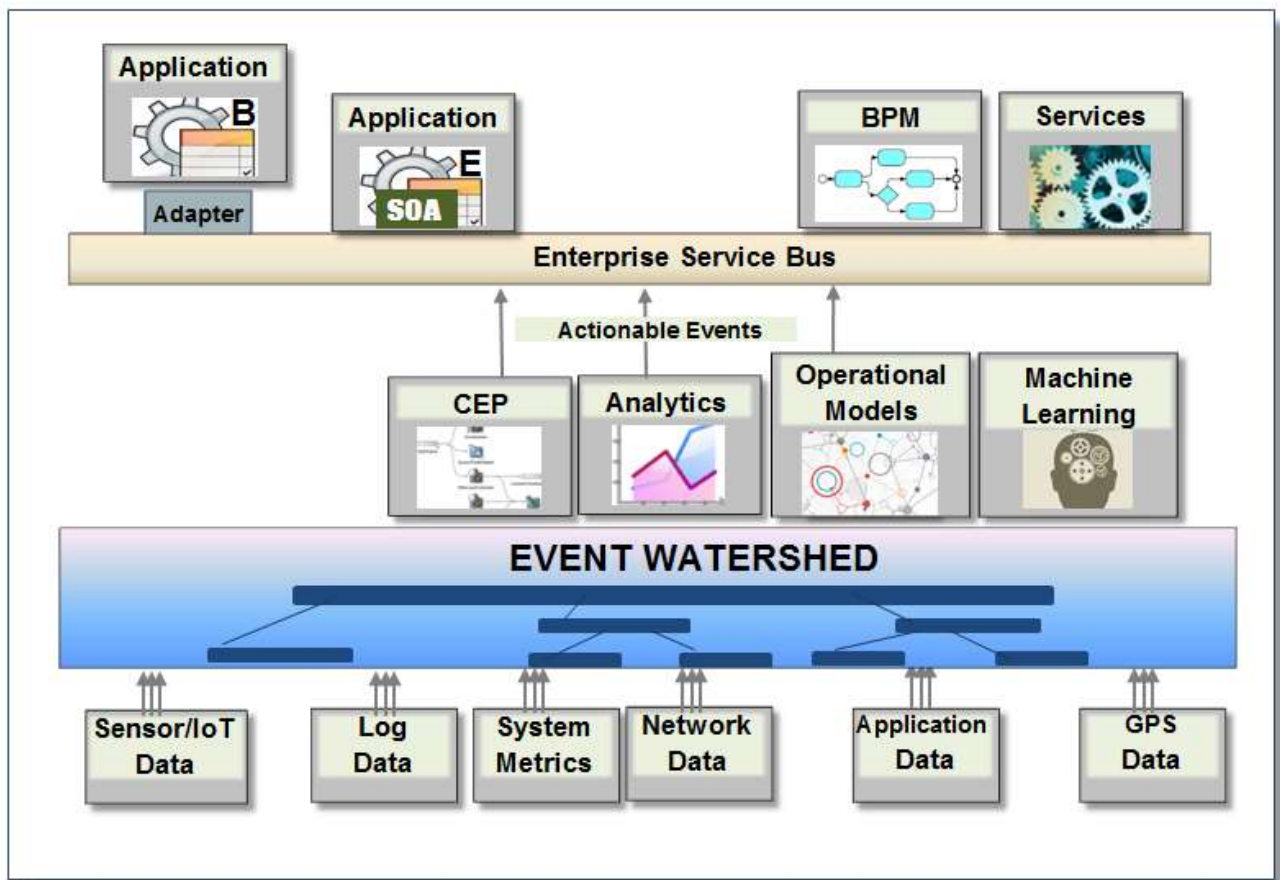 Application
B
Adapter
Application
E
SOA
BPM
Services
Enterprise Service Bus
Actionable Events
CEP
Analytics
Operational
Models
Machine
Learning
EVENT WATERSHED
Sensor/IoT
Data
Log
Data
System
Metrics
Network
Data
Application
Data
GPS
Data